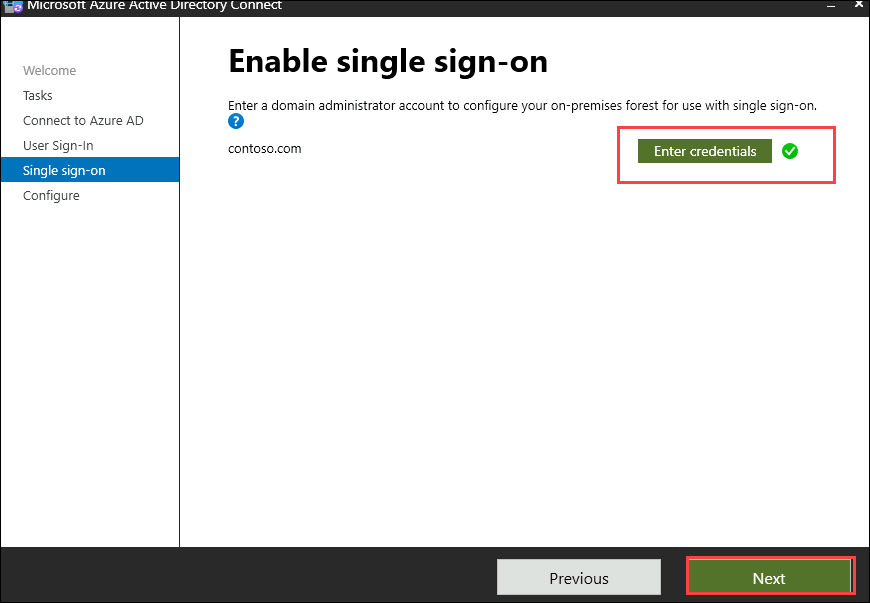 Microsoft Azure Active Directory Connect
Welcome
Tasks
Connect to Azure AD
User Sign-In
Single sign-on
Configure
Enable single sign-on
Enter a domain administrator account to configure your on-premises forest for use with single sign-on.
?
contoso.com
Enter credentials
Previous
Next